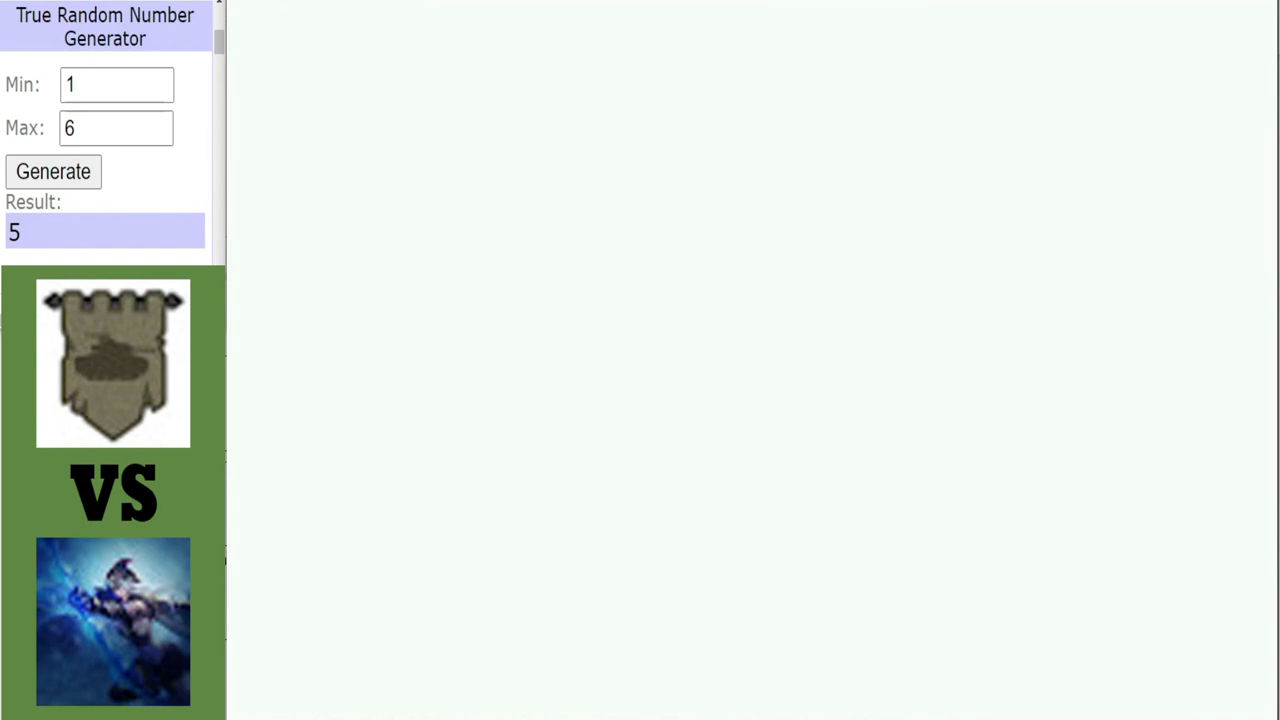 True Random Number
Generator
Min: 1
Max: 6
Generate
Result:
5
VS